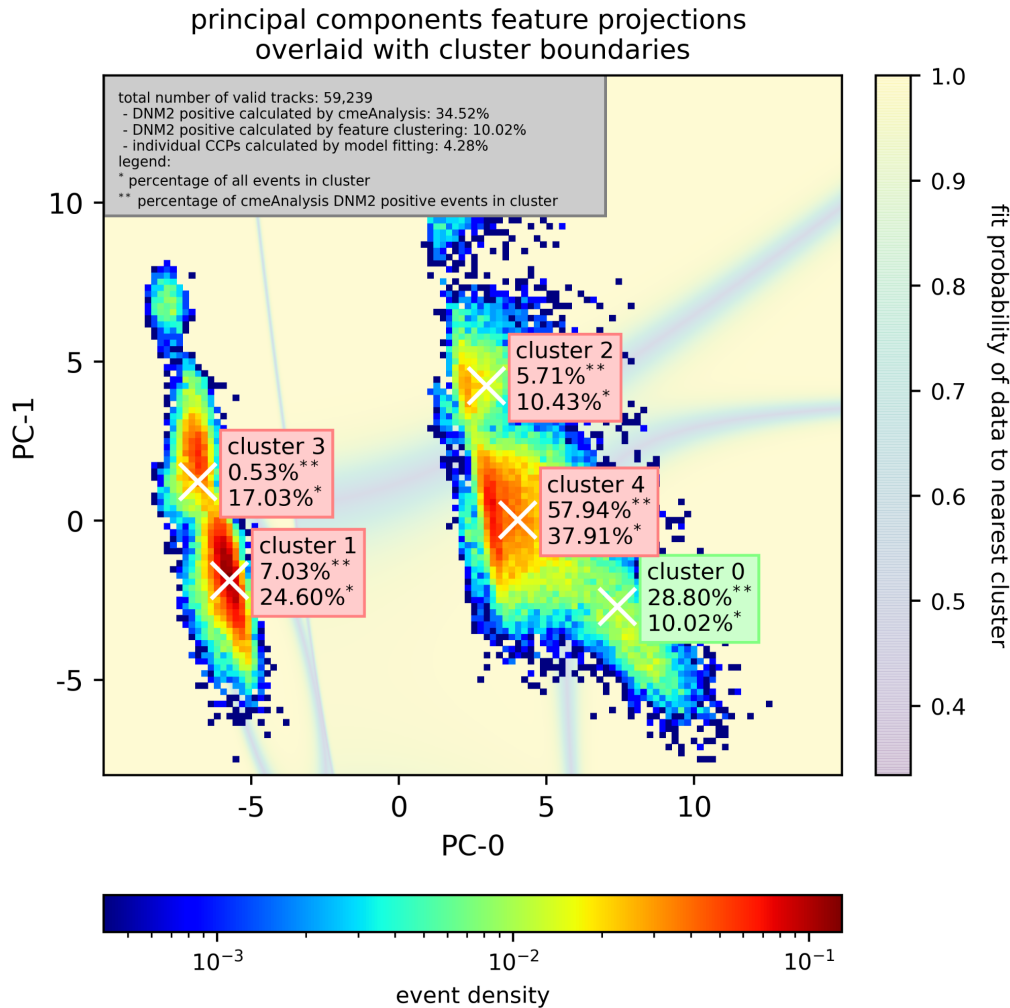 principal components feature projections
overlaid with cluster boundaries
total number of valid tracks: 59,239
- DNM2 positive calculated by cmeAnalysis: 34.52%
- DNM2 positive calculated by feature clustering: 10.02%
- individual CCPs calculated by model fitting: 4.28%
legend:
* percentage of all events in cluster
** percentage of cmeAnalysis DNM2 positive events in cluster
10
5
0
-5
PC-1
cluster 2
5.71%**
10.43%*
cluster 3
0.53%**
17.03%*
cluster 4
57.94%**
37.91%*
cluster 1
7.03%**
24.60%*
cluster 0
28.80%**
10.02%*
-5
0
5
10
PC-0
1.0
0.9
0.8
0.7
0.6
0.5
0.4
fit probability of data to nearest cluster
10⁻³
10⁻²
10⁻¹
event density